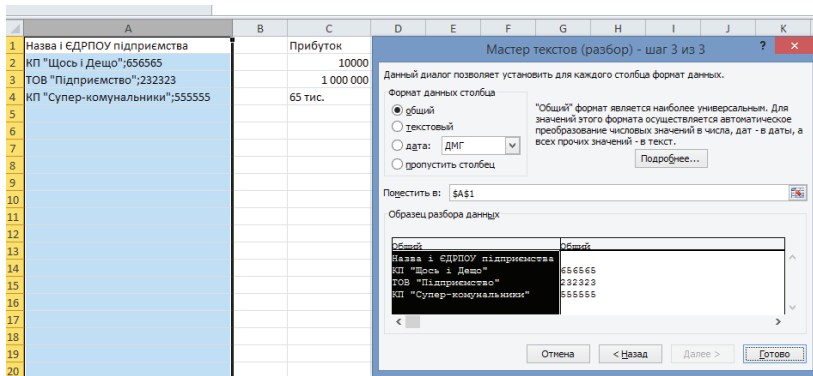 A B C D E F G H I J K
1 Назва і ЄДРПОУ підприємства Прибуток
2 КП "Щось і Дещо";656565 10000
3 ТОВ "Підприємство";232323 1 000 000
4 КП "Супер-комунальники";555555 65 тис.
5
6
7
8
9
10
11
12
13
14
15
16
17
18
19
20
Мастер текстов (разбор) - шаг 3 из 3 ? ×
Данный диалог позволяет установить для каждого столбца формат данных.
Формат данных столбца
общий
текстовый
дата: ДМГ
пропустить столбец
"Общий" формат является наиболее универсальным. Для
значений этого формата осуществляется автоматическое
преобразование числовых значений в числа, дат - в даты, а
всех прочих значений - в текст.
Подробнее...
Поместить в: $A$1
Образец разбора данных
Общий Общий
Назва і ЄДРПОУ підприємства
КП "Щось і Дещо" 656565
ТОВ "Підприємство" 232323
КП "Супер-комунальники" 555555
Отмена < Назад Далее > Готово